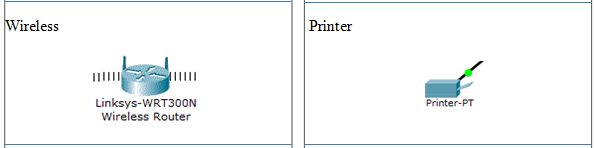 Wireless
Printer
Linksys-WRT300N
Wireless Router
Printer-PT